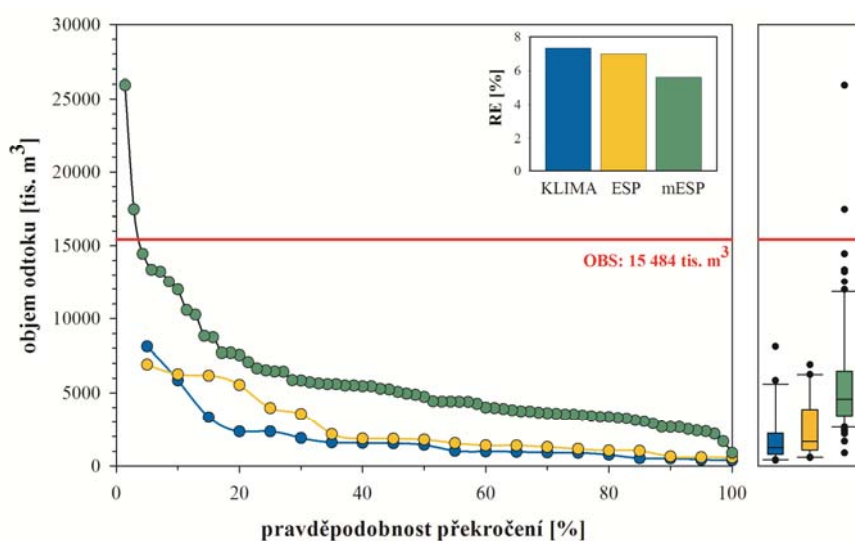 30000
25000
20000
15000
10000
5000
0
objem odtoku [tis. m³]
0 20 40 60 80 100
pravděpodobnost překročení [%]
8
6
4
2
0
RE [%]
KLIMA ESP mESP
OBS: 15 484 tis. m³